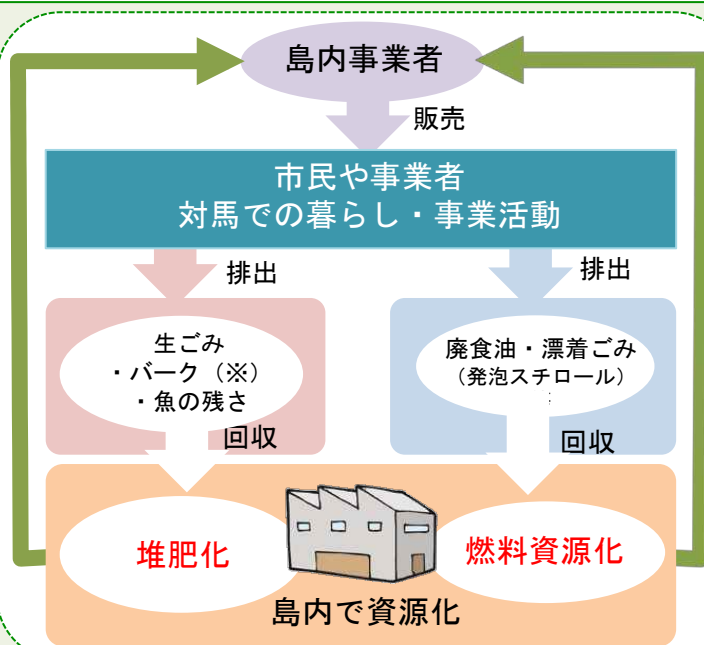 島内事業者
販売
市民や事業者
対馬での暮らし・事業活動
排出
排出
生ごみ
・バーク（※）
・魚の残さ
廃食油・漂着ごみ
（発泡スチロール）
回収
回収
堆肥化
燃料資源化
島内で資源化